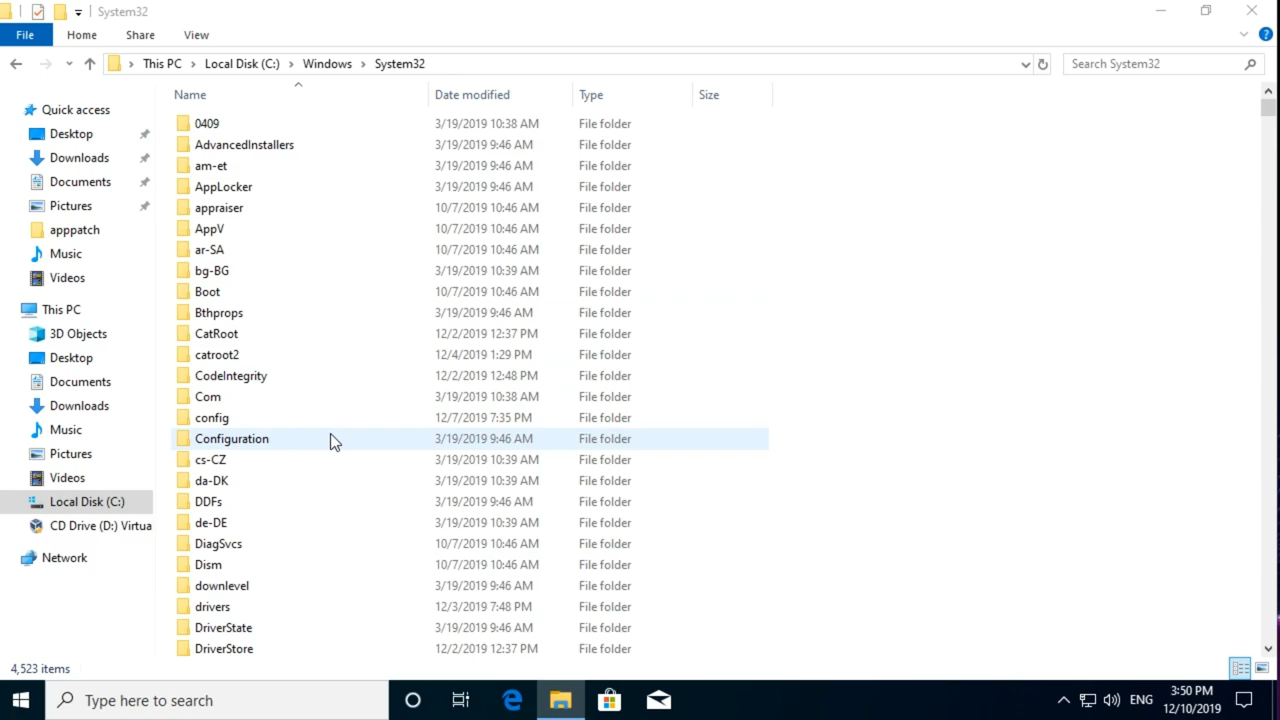 System32
File Home Share View
This PC Local Disk (C:) Windows System32
Search System32
Name Date modified Type Size
Quick access
Desktop
Downloads
Documents
Pictures
apppatch
Music
Videos
This PC
3D Objects
Desktop
Documents
Downloads
Music
Pictures
Videos
Local Disk (C:)
CD Drive (D:) Virtua
Network
0409 3/19/2019 10:38 AM File folder
AdvancedInstallers 3/19/2019 9:46 AM File folder
am-et 3/19/2019 9:46 AM File folder
AppLocker 3/19/2019 9:46 AM File folder
appraiser 10/7/2019 10:46 AM File folder
AppV 10/7/2019 10:46 AM File folder
ar-SA 10/7/2019 10:46 AM File folder
bg-BG 3/19/2019 10:39 AM File folder
Boot 10/7/2019 10:46 AM File folder
Bthprops 3/19/2019 9:46 AM File folder
CatRoot 12/2/2019 12:37 PM File folder
catroot2 12/4/2019 1:29 PM File folder
CodeIntegrity 12/2/2019 12:48 PM File folder
Com 3/19/2019 10:38 AM File folder
config 12/7/2019 7:35 PM File folder
Configuration 3/19/2019 9:46 AM File folder
cs-CZ 3/19/2019 10:39 AM File folder
da-DK 3/19/2019 10:39 AM File folder
DDFs 3/19/2019 9:46 AM File folder
de-DE 3/19/2019 10:39 AM File folder
DiagSvcs 10/7/2019 10:46 AM File folder
Dism 10/7/2019 10:46 AM File folder
downlevel 3/19/2019 9:46 AM File folder
drivers 12/3/2019 7:48 PM File folder
DriverState 3/19/2019 9:46 AM File folder
DriverStore 12/2/2019 12:37 PM File folder
4,523 items
Type here to search
ENG
3:50 PM
12/10/2019